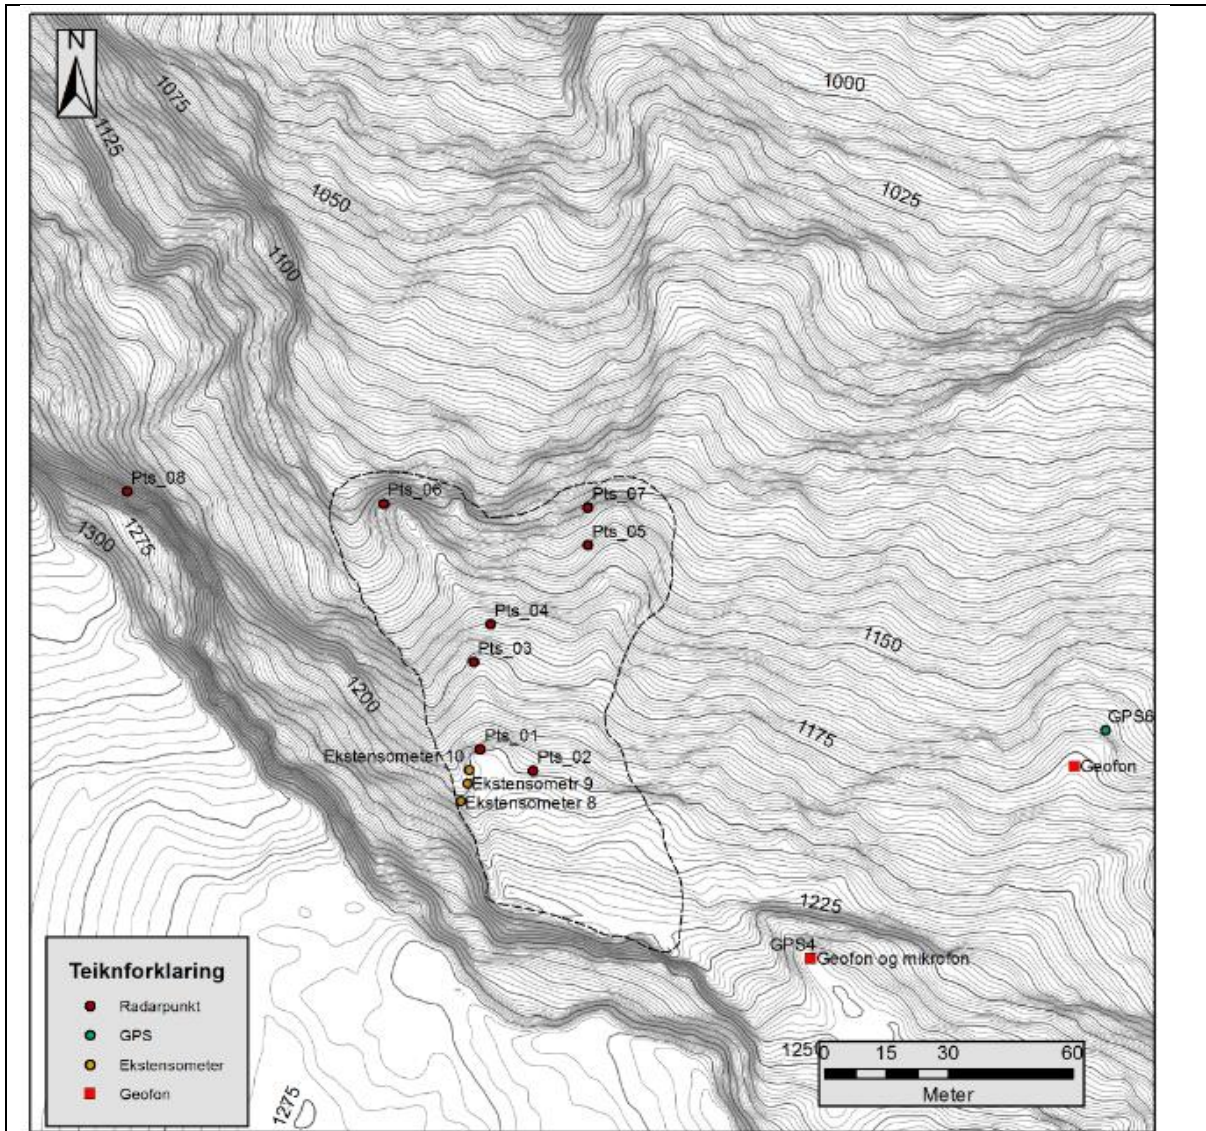 N
1000
1075
1125
1050
1025
1100
Pts_08
Pts_06
Pts_07
1275
1300
Pts_05
Pts_04
1150
Pts_03
1200
GPS6
Pts_01
1175
Ekstensometer 10
Pts_02
Geofon
Ekstensometr 9
Ekstensometer 8
1225
GPS4
Geofon og mikrofon
Teiknforklaring
Radarpunkt
GPS
Ekstensometer
Geofon
1250
0 15 30 60
Meter
1275